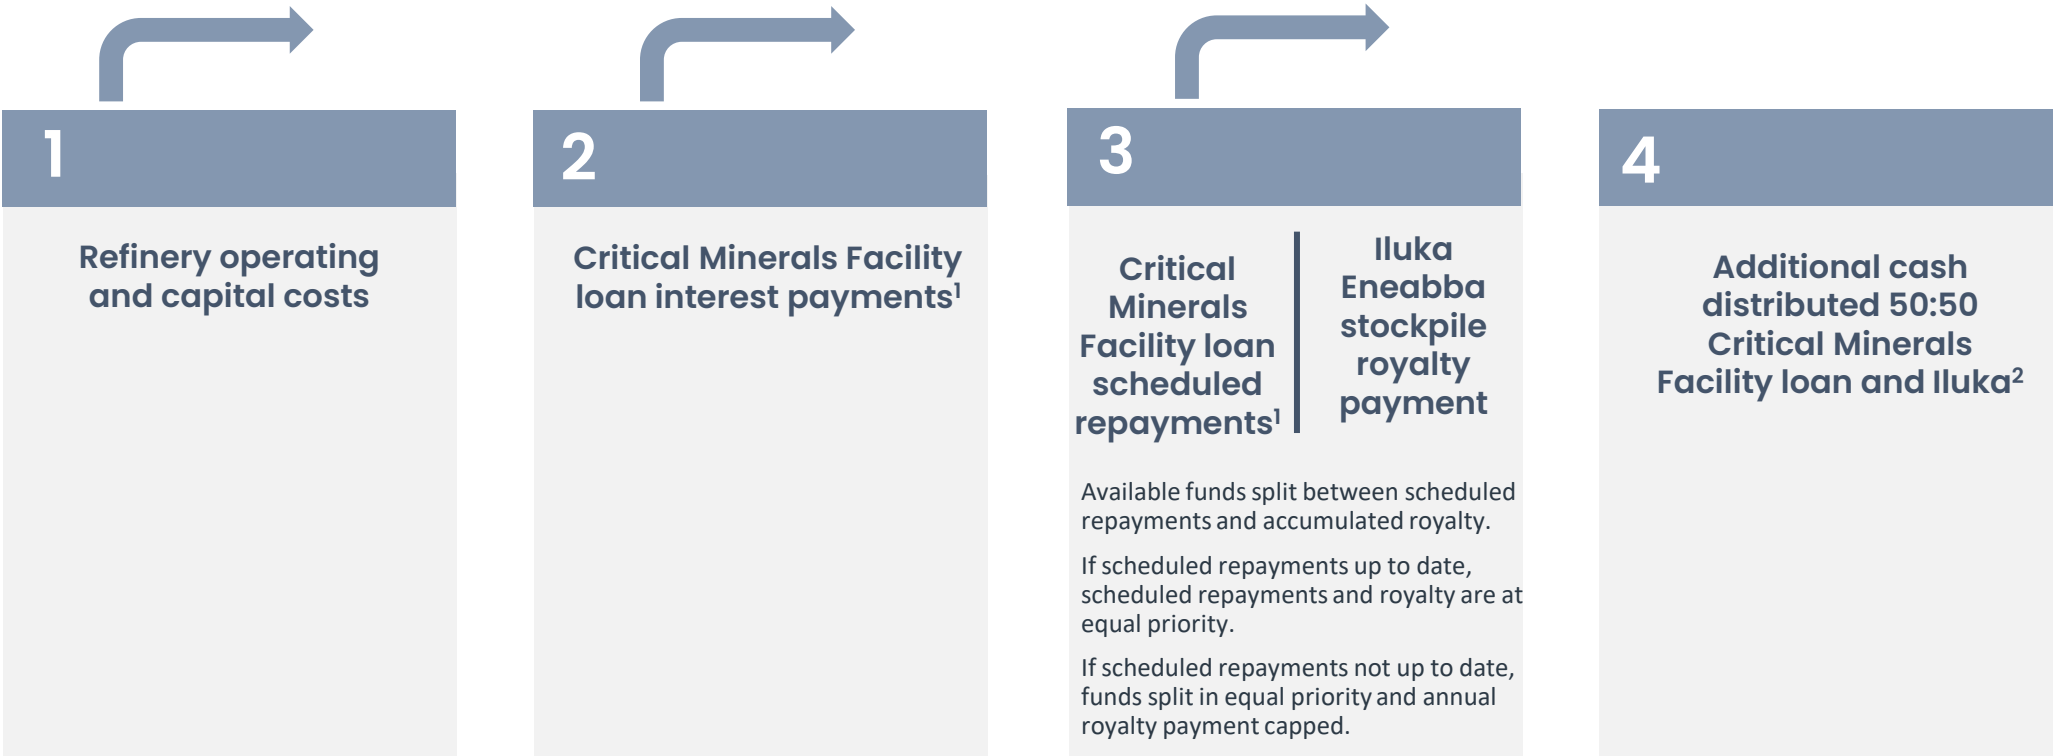 1
Refinery operating
and capital costs
2
Critical Minerals Facility
loan interest payments¹
3
Critical
Minerals
Facility loan
scheduled
repayments¹
Iluka
Eneabba
stockpile
royalty
payment
Available funds split between scheduled
repayments and accumulated royalty.
If scheduled repayments up to date,
scheduled repayments and royalty are at
equal priority.
If scheduled repayments not up to date,
funds split in equal priority and annual
royalty payment capped.
4
Additional cash
distributed 50:50
Critical Minerals
Facility loan and Iluka²